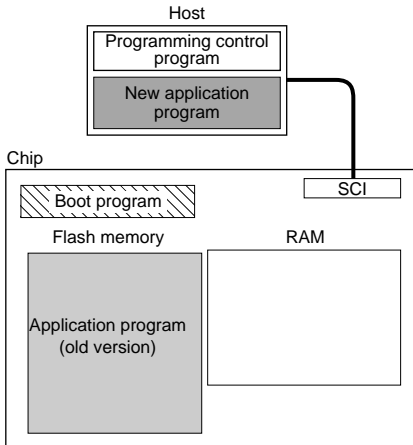 Host
Programming control
program
New application
program
Chip
SCI
Boot program
Flash memory
RAM
Application program
(old version)